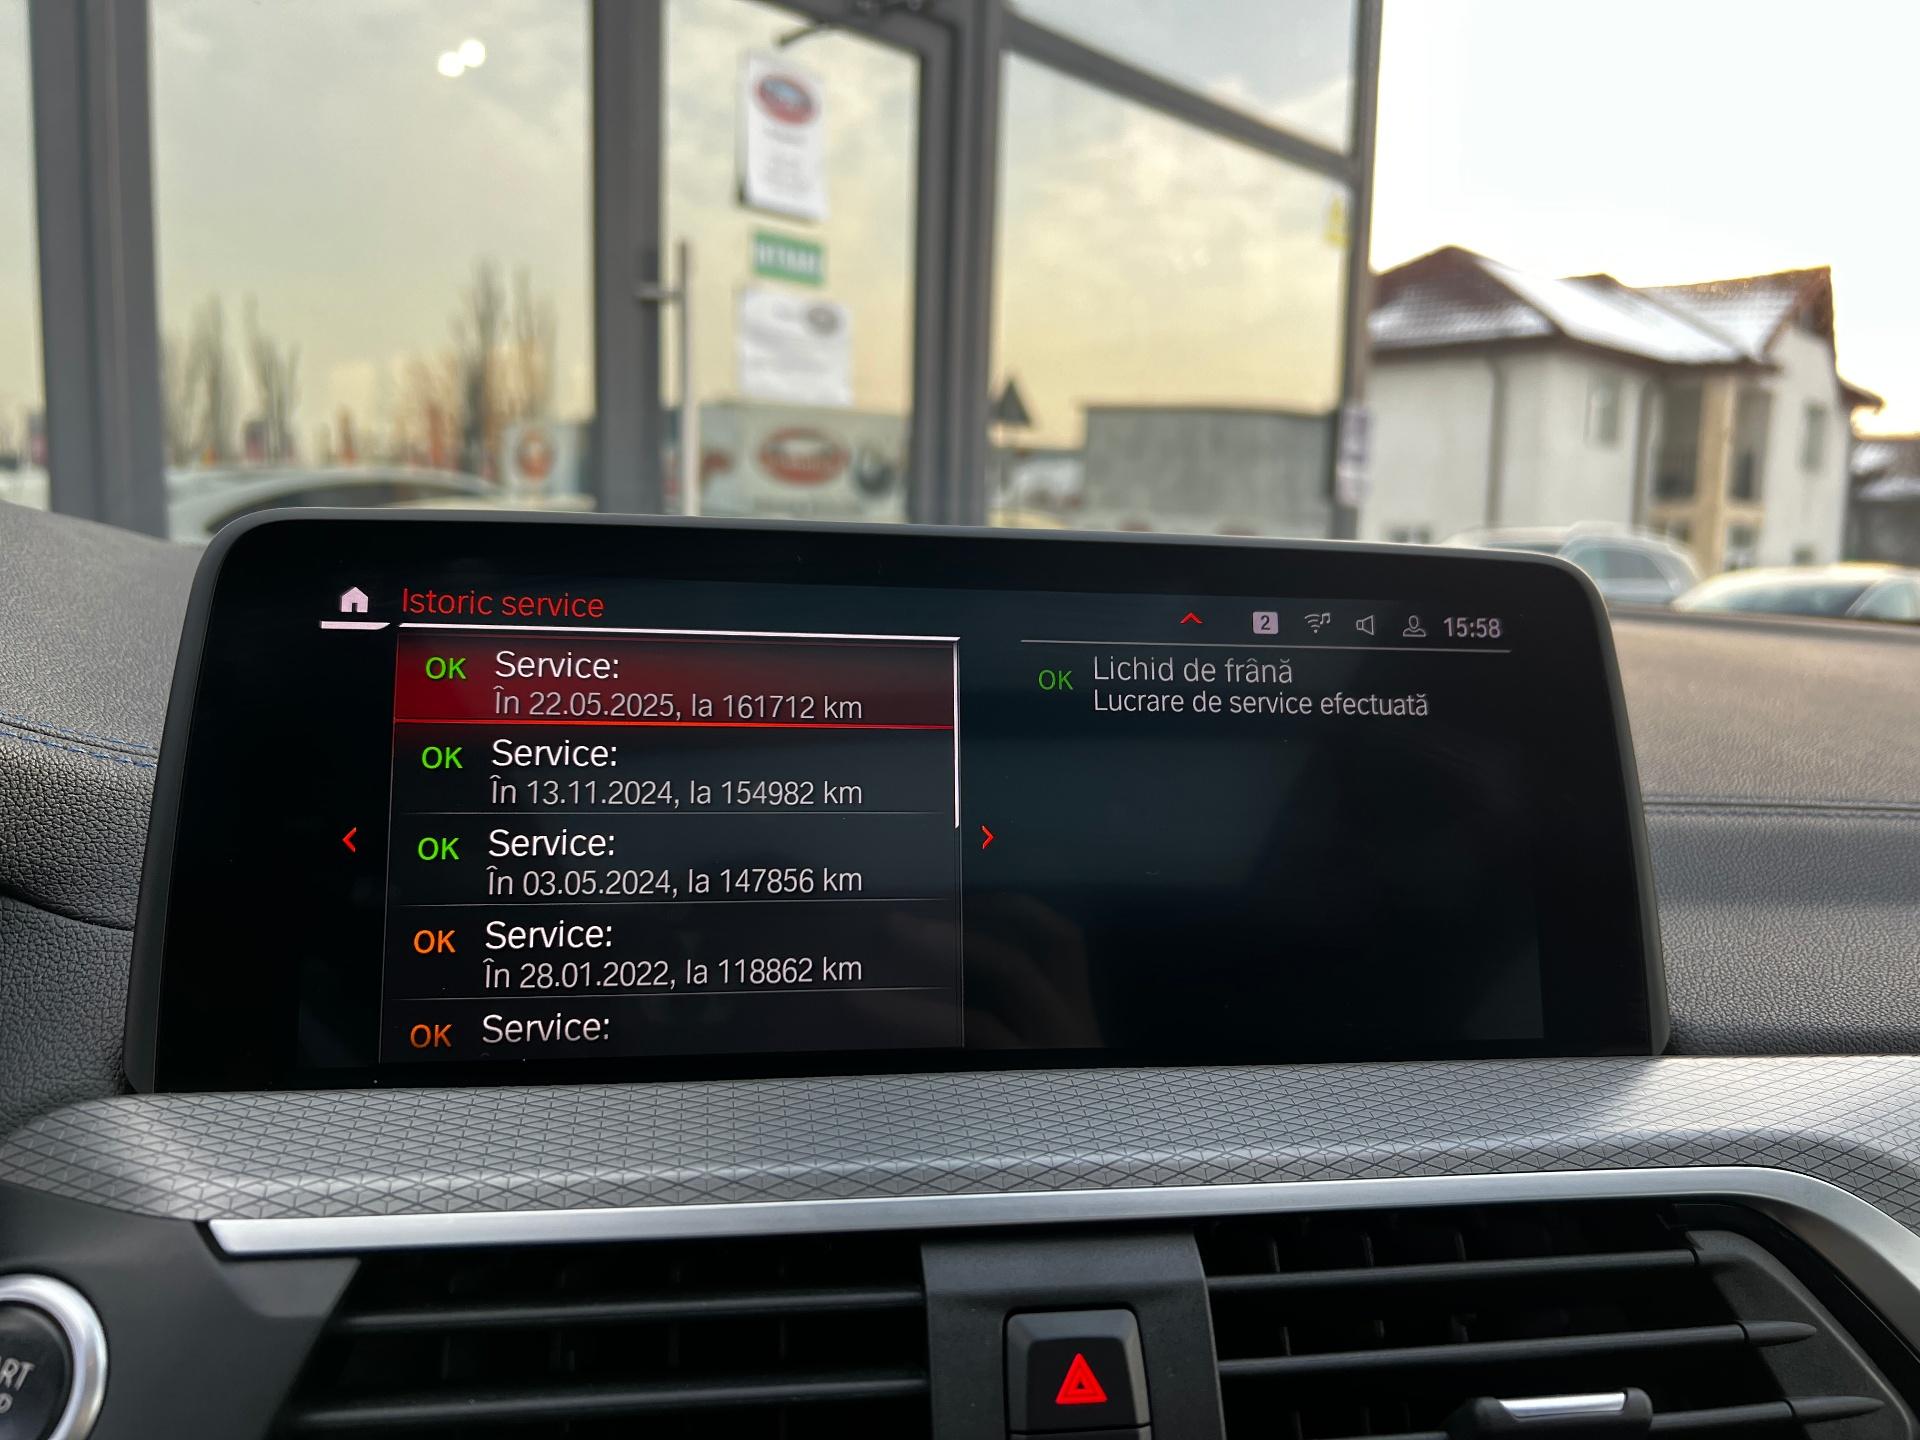 Istoric service
2
15:58
OK Service:
În 22.05.2025, la 161712 km
OK Service:
În 13.11.2024, la 154982 km
OK Service:
În 03.05.2024, la 147856 km
OK Service:
În 28.01.2022, la 118862 km
OK Service:
OK Lichid de frână
Lucrare de service efectuată